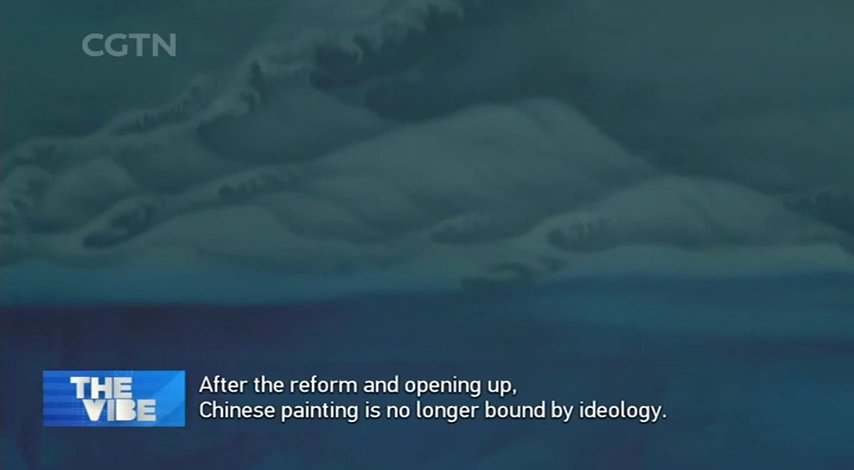 CGTN
THE
VIBE
After the reform and opening up,
Chinese painting is no longer bound by ideology.